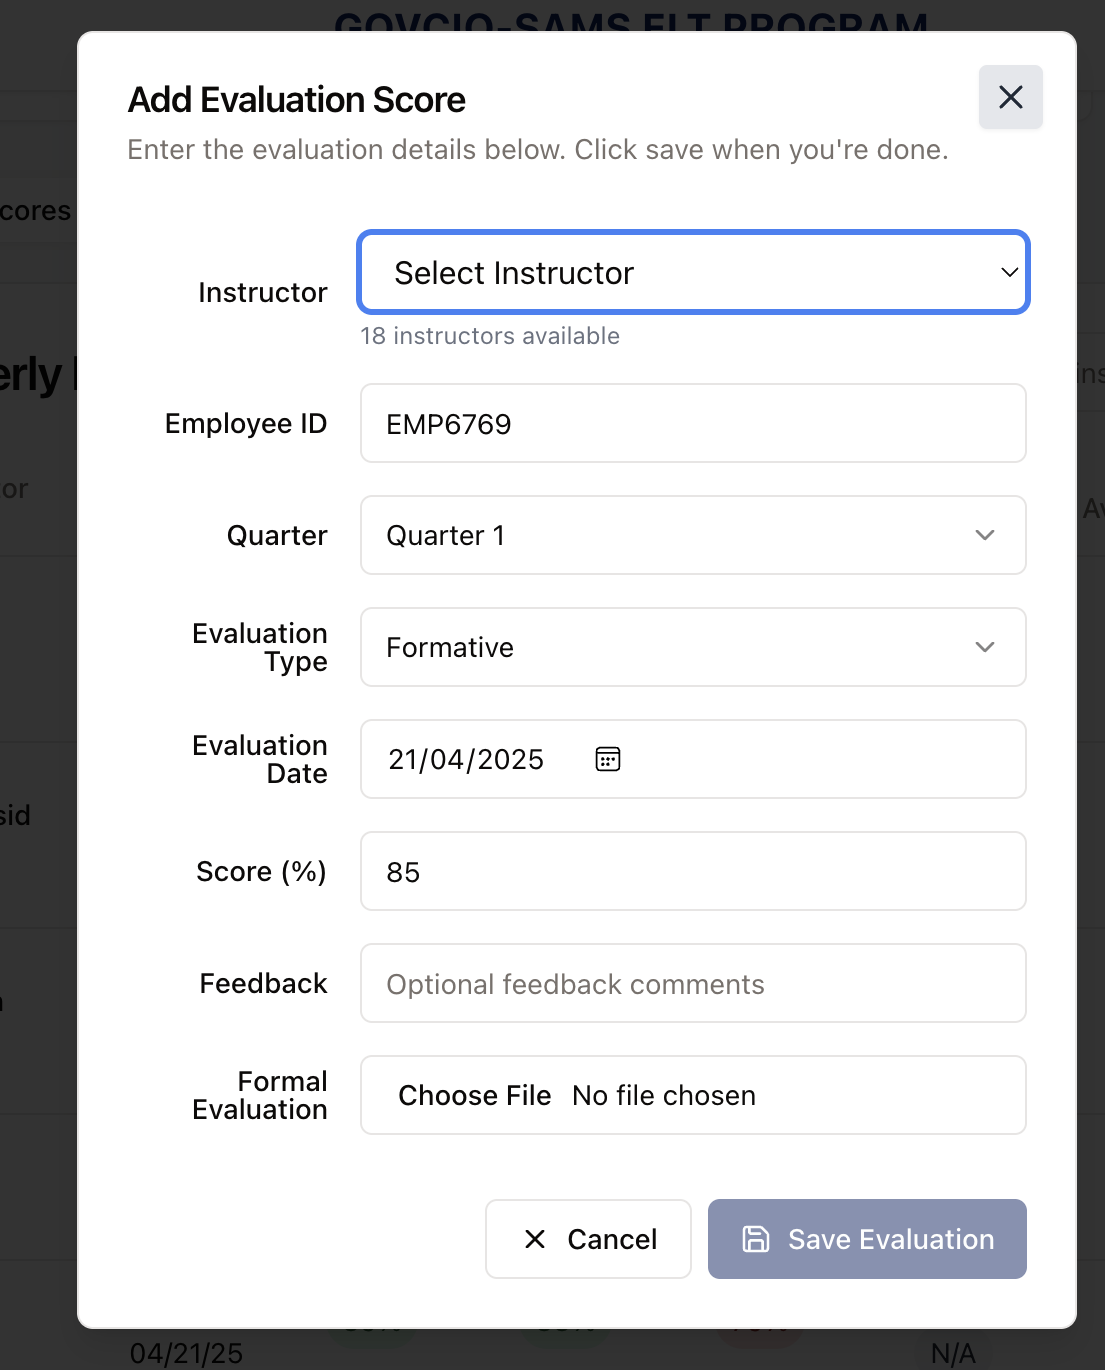 GOVCIO-SAMS ELT PROGRAM
Add Evaluation Score
Enter the evaluation details below. Click save when you're done.
cores
Instructor
Select Instructor
18 instructors available
erly
ins
Employee ID
EMP6769
or
Av
Quarter
Quarter 1
Evaluation
Type
Formative
Evaluation
Date
21/04/2025
sid
Score (%)
85
Feedback
Optional feedback comments
Formal
Evaluation
Choose File No file chosen
Cancel
Save Evaluation
04/21/25
N/A